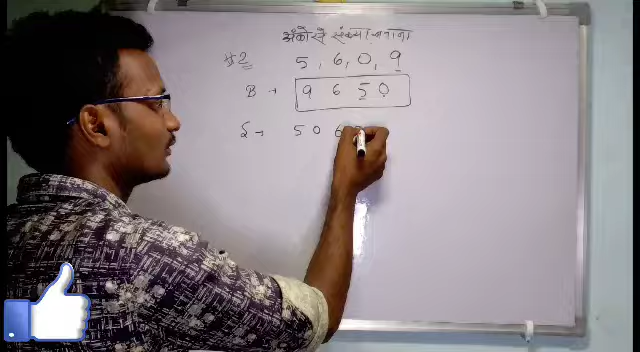 अंकों से संख्या बनाना
#2 5, 6, 0, 9
B → 9 6 5 0
S → 5 0 6